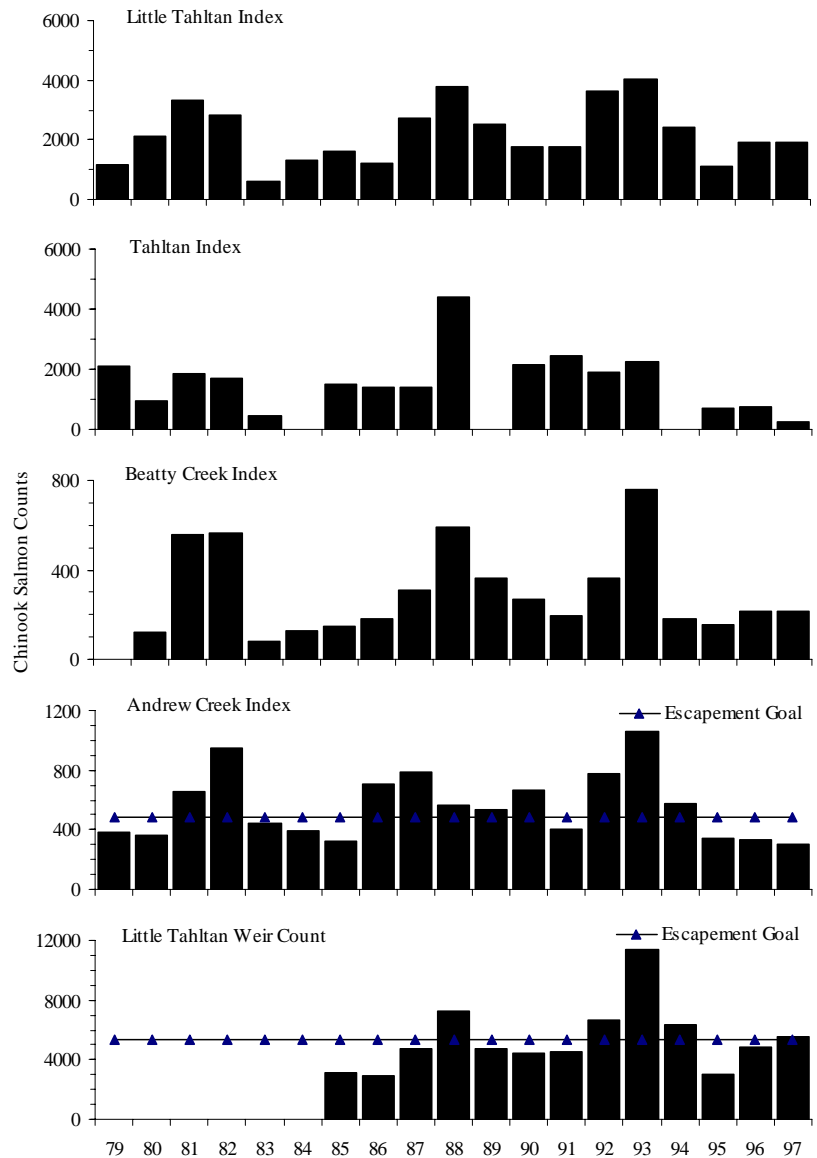 Little Tahltan Index
6000
4000
2000
0
Tahltan Index
6000
4000
2000
0
Chinook Salmon Counts
Beatty Creek Index
800
400
0
Andrew Creek Index
Escapement Goal
1200
800
400
0
Little Tahltan Weir Count
Escapement Goal
12000
8000
4000
0
79 80 81 82 83 84 85 86 87 88 89 90 91 92 93 94 95 96 97